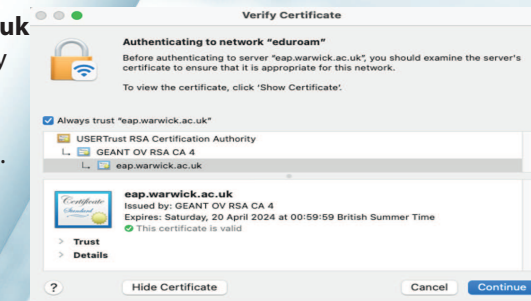 uk
y
.
Verify Certificate
Authenticating to network “eduroam”
Before authenticating to server “eap.warwick.ac.uk”, you should examine the server’s
certificate to ensure that it is appropriate for this network.
To view the certificate, click ‘Show Certificate’.
Always trust “eap.warwick.ac.uk”
USERTrust RSA Certification Authority
GEANT OV RSA CA 4
eap.warwick.ac.uk
Certificate
Standard
eap.warwick.ac.uk
Issued by: GEANT OV RSA CA 4
Expires: Saturday, 20 April 2024 at 00:59:59 British Summer Time
This certificate is valid
> Trust
> Details
?
Hide Certificate
Cancel
Continue